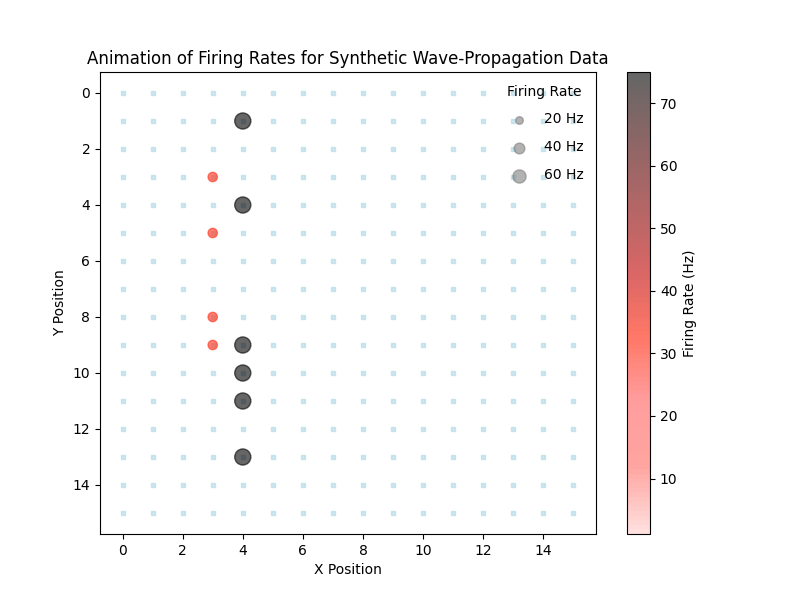 Animation of Firing Rates for Synthetic Wave-Propagation Data
Firing Rate
20 Hz
40 Hz
60 Hz
Y Position
0
2
4
6
8
10
12
14
0 2 4 6 8 10 12 14
X Position
70
60
50
40
30
20
10
Firing Rate (Hz)